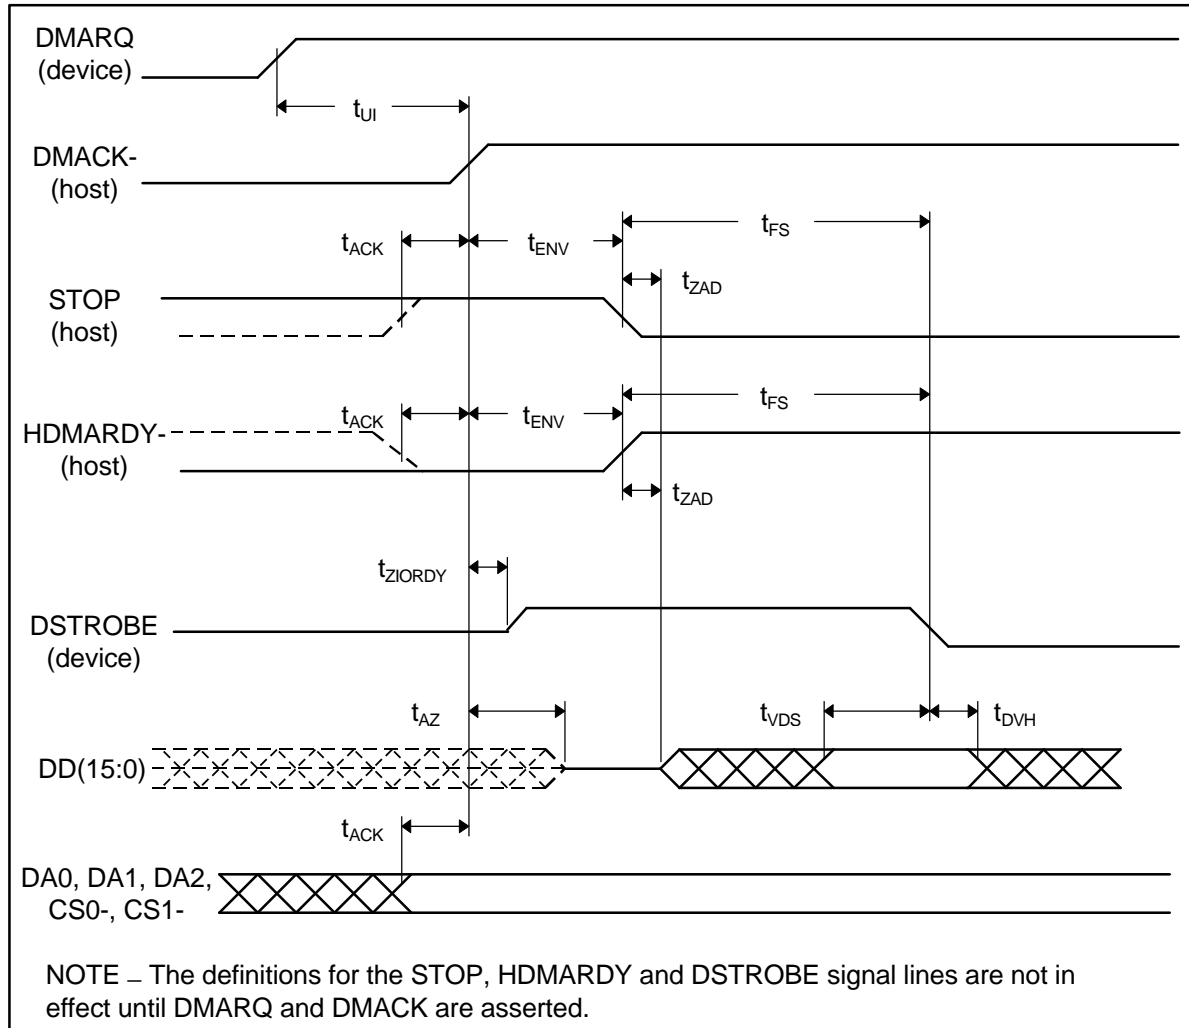 DMARQ
(device)
tUI
DMACK-
(host)
tACK
tENV
tFS
tZAD
STOP
(host)
tACK
tENV
tFS
HDMARDY-
(host)
tZAD
tZIORDY
DSTROBE
(device)
tAZ
tVDS
tDVH
DD(15:0)
tACK
DA0, DA1, DA2,
CS0-, CS1-
NOTE – The definitions for the STOP, HDMARDY and DSTROBE signal lines are not in
effect until DMARQ and DMACK are asserted.